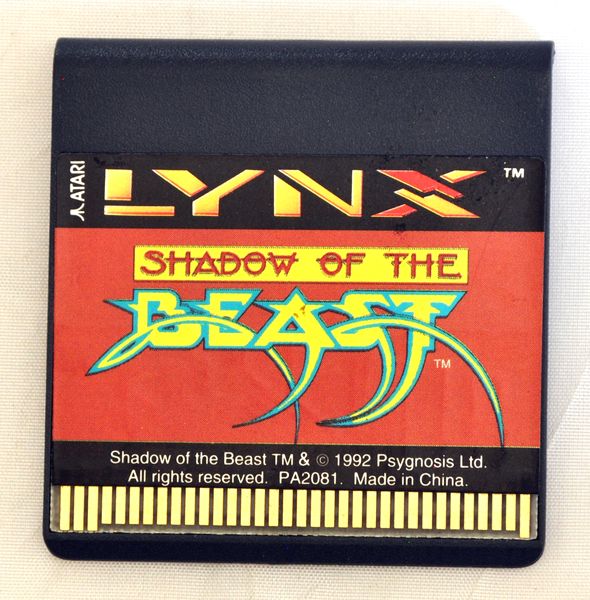 ATARI
LYNX ™
SHADOW OF THE
BEAST ™
Shadow of the Beast TM & © 1992 Psygnosis Ltd.
All rights reserved. PA2081. Made in China.